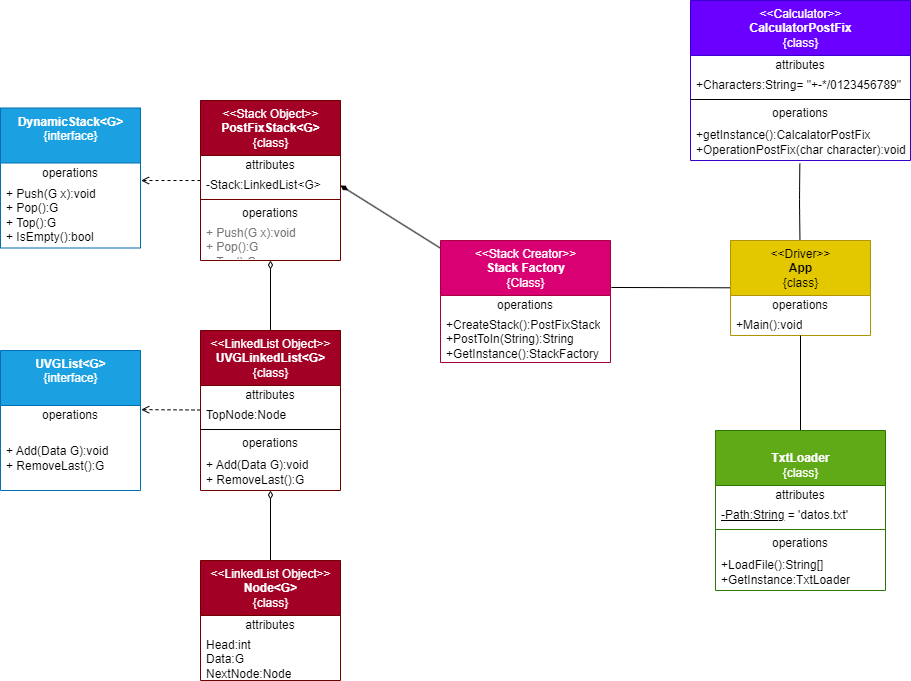 <<Calculator>>
CalculatorPostFix
{class}
attributes
+Characters:String= "+-*/0123456789"
operations
+getInstance():CalcalatorPostFix
+OperationPostFix(char character):void
DynamicStack<G>
{interface}
operations
+ Push(G x):void
+ Pop():G
+ Top():G
+ IsEmpty():bool
<<Stack Object>>
PostFixStack<G>
{class}
attributes
-Stack:LinkedList<G>
operations
+ Push(G x):void
+ Pop():G
<<Stack Creator>>
Stack Factory
{Class}
operations
+CreateStack():PostFixStack
+PostToIn(String):String
+GetInstance():StackFactory
<<Driver>>
App
{class}
operations
+Main():void
UVGList<G>
{interface}
operations
+ Add(Data G):void
+ RemoveLast():G
<<LinkedList Object>>
UVGLinkedList<G>
{class}
attributes
TopNode:Node
operations
+ Add(Data G):void
+ RemoveLast():G
TxtLoader
{class}
attributes
-Path:String = 'datos.txt'
operations
+LoadFile():String[]
+GetInstance:TxtLoader
<<LinkedList Object>>
Node<G>
{class}
attributes
Head:int
Data:G
NextNode:Node